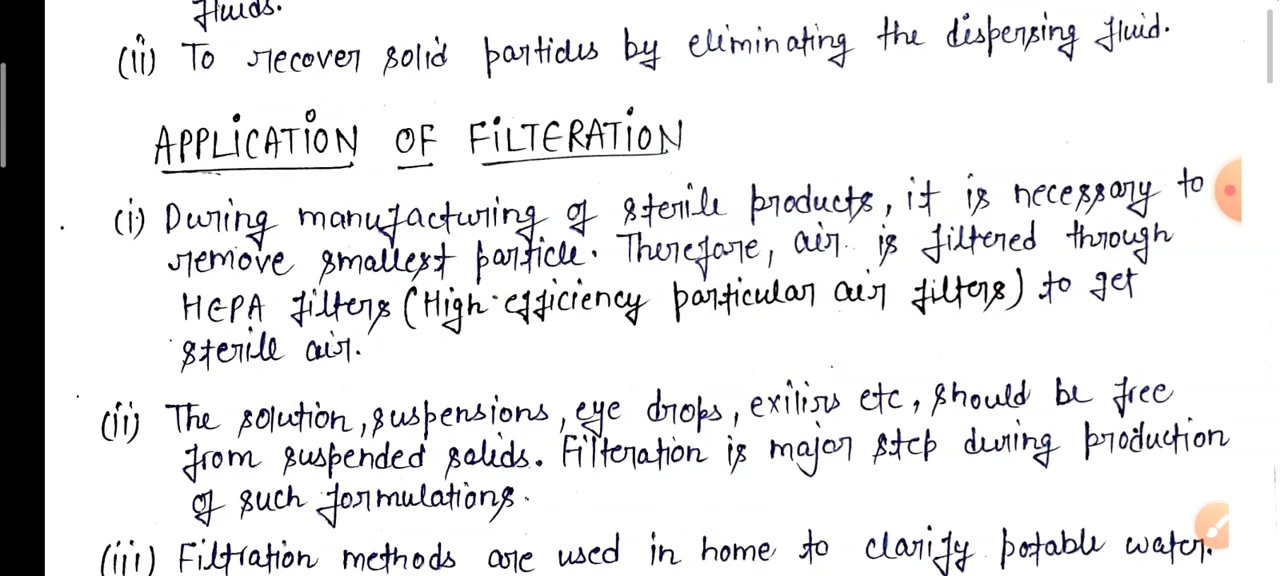 fluids.
(ii) To recover solid particles by eliminating the dispersing fluid.
APPLICATION OF FILTERATION
(i) During manufacturing of sterile products, it is necessary to
remove smallest particle. Therefore, air is filtered through
HEPA filters (High-efficiency particular air filters) to get
sterile air.
(ii) The solution, suspensions, eye drops, exilirs etc, should be free
from suspended solids. Filteration is major step during production
of such formulations.
(iii) Filtration methods are used in home to clarify potable water.